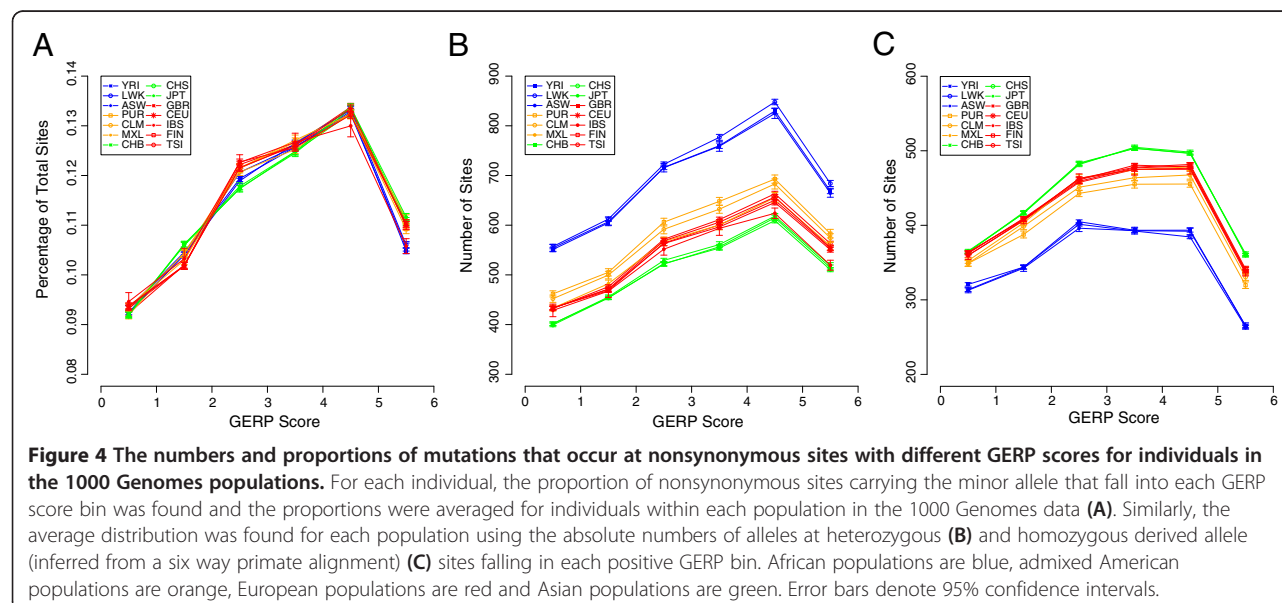 A
B
C
Percentage of Total Sites
0.14
0.13
0.12
0.11
0.10
0.09
0.08
YRI
LWK
ASW
PUR
CLM
MXL
CHB
CHS
JPT
GBR
CEU
IBS
FIN
TSI
0 1 2 3 4 5 6
GERP Score
Number of Sites
900
800
700
600
500
400
300
YRI
LWK
ASW
PUR
CLM
MXL
CHB
CHS
JPT
GBR
CEU
IBS
FIN
TSI
0 1 2 3 4 5 6
GERP Score
Number of Sites
600
500
400
300
200
YRI
LWK
ASW
PUR
CLM
MXL
CHB
CHS
JPT
GBR
CEU
IBS
FIN
TSI
0 1 2 3 4 5 6
GERP Score
Figure 4 The numbers and proportions of mutations that occur at nonsynonymous sites with different GERP scores for individuals in
the 1000 Genomes populations. For each individual, the proportion of nonsynonymous sites carrying the minor allele that fall into each GERP
score bin was found and the proportions were averaged for individuals within each population in the 1000 Genomes data (A). Similarly, the
average distribution was found for each population using the absolute numbers of alleles at heterozygous (B) and homozygous derived allele
(inferred from a six way primate alignment) (C) sites falling in each positive GERP bin. African populations are blue, admixed American
populations are orange, European populations are red and Asian populations are green. Error bars denote 95% confidence intervals.